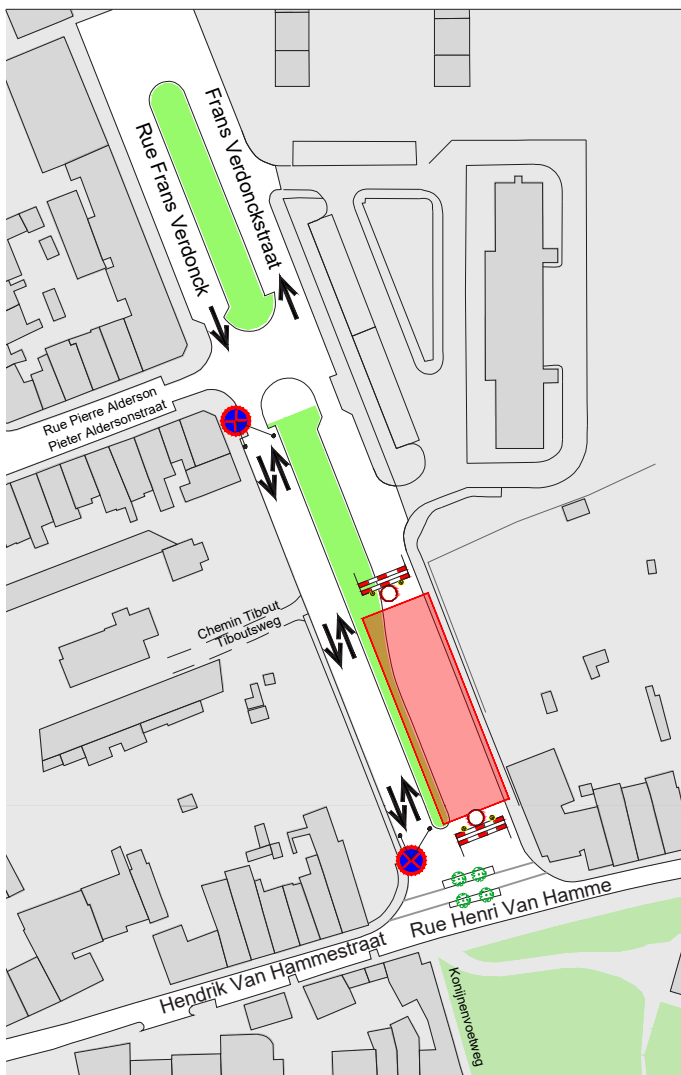 Frans Verdonckstraat
Rue Frans Verdonck
Rue Pierre Alderson
Pieter Aldersonstraat
Chemin Tibout
Tiboutsweg
Rue Henri Van Hamme
Hendrik Van Hammestraat
Konijnenvoetweg